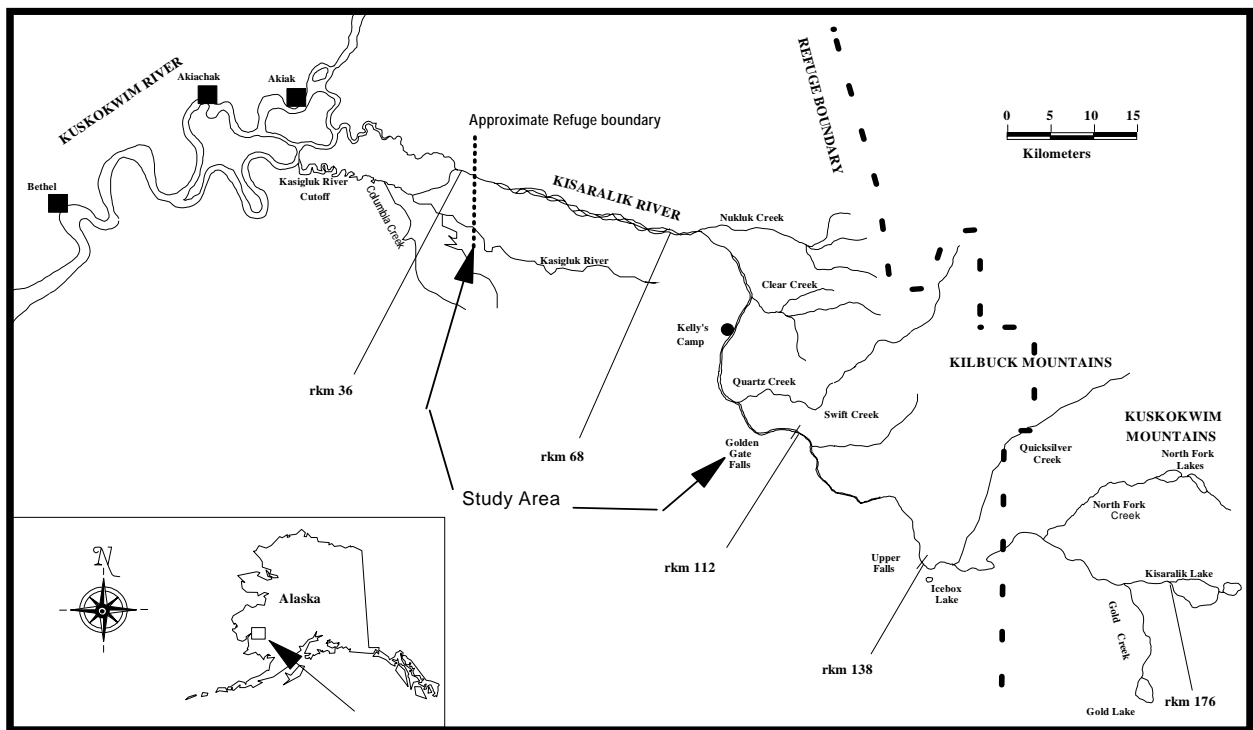 KUSKOKWIM RIVER
Akiachak
Akiak
Bethel
Kasigluk River
Cutoff
Columbia Creek
Approximate Refuge boundary
KISARALIK RIVER
Kasigluk River
REFUGE BOUNDARY
0 5 10 15
Kilometers
Nukluk Creek
Clear Creek
Kelly's
Camp
Quartz Creek
Swift Creek
KILBUCK MOUNTAINS
KUSKOKWIM
MOUNTAINS
Quicksilver
Creek
North Fork
Lakes
North Fork
Creek
Golden
Gate
Falls
rkm 36
rkm 68
Study Area
rkm 112
Upper
Falls
Icebox
Lake
Kisaralik Lake
Gold Creek
rkm 138
rkm 176
Gold Lake
N
Alaska